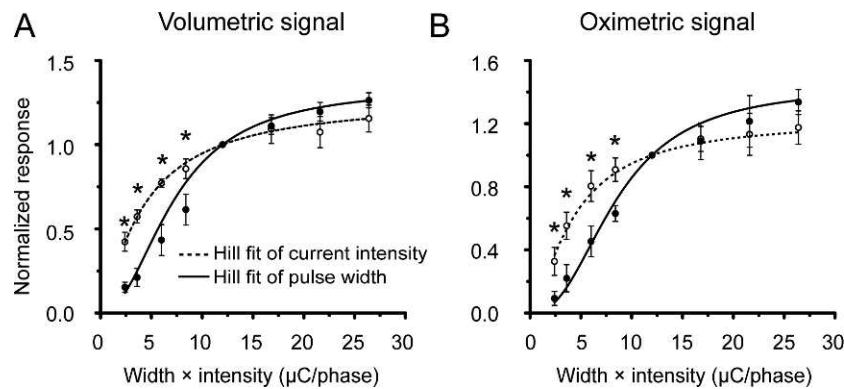 A Volumetric signal
Normalized response
1.5
1.0
0.5
0.0
* * * *
Hill fit of current intensity
Hill fit of pulse width
0 5 10 15 20 25 30
Width × intensity (μC/phase)
B Oximetric signal
1.6
1.2
0.8
0.4
0.0
* * * *
0 5 10 15 20 25 30
Width × intensity (μC/phase)